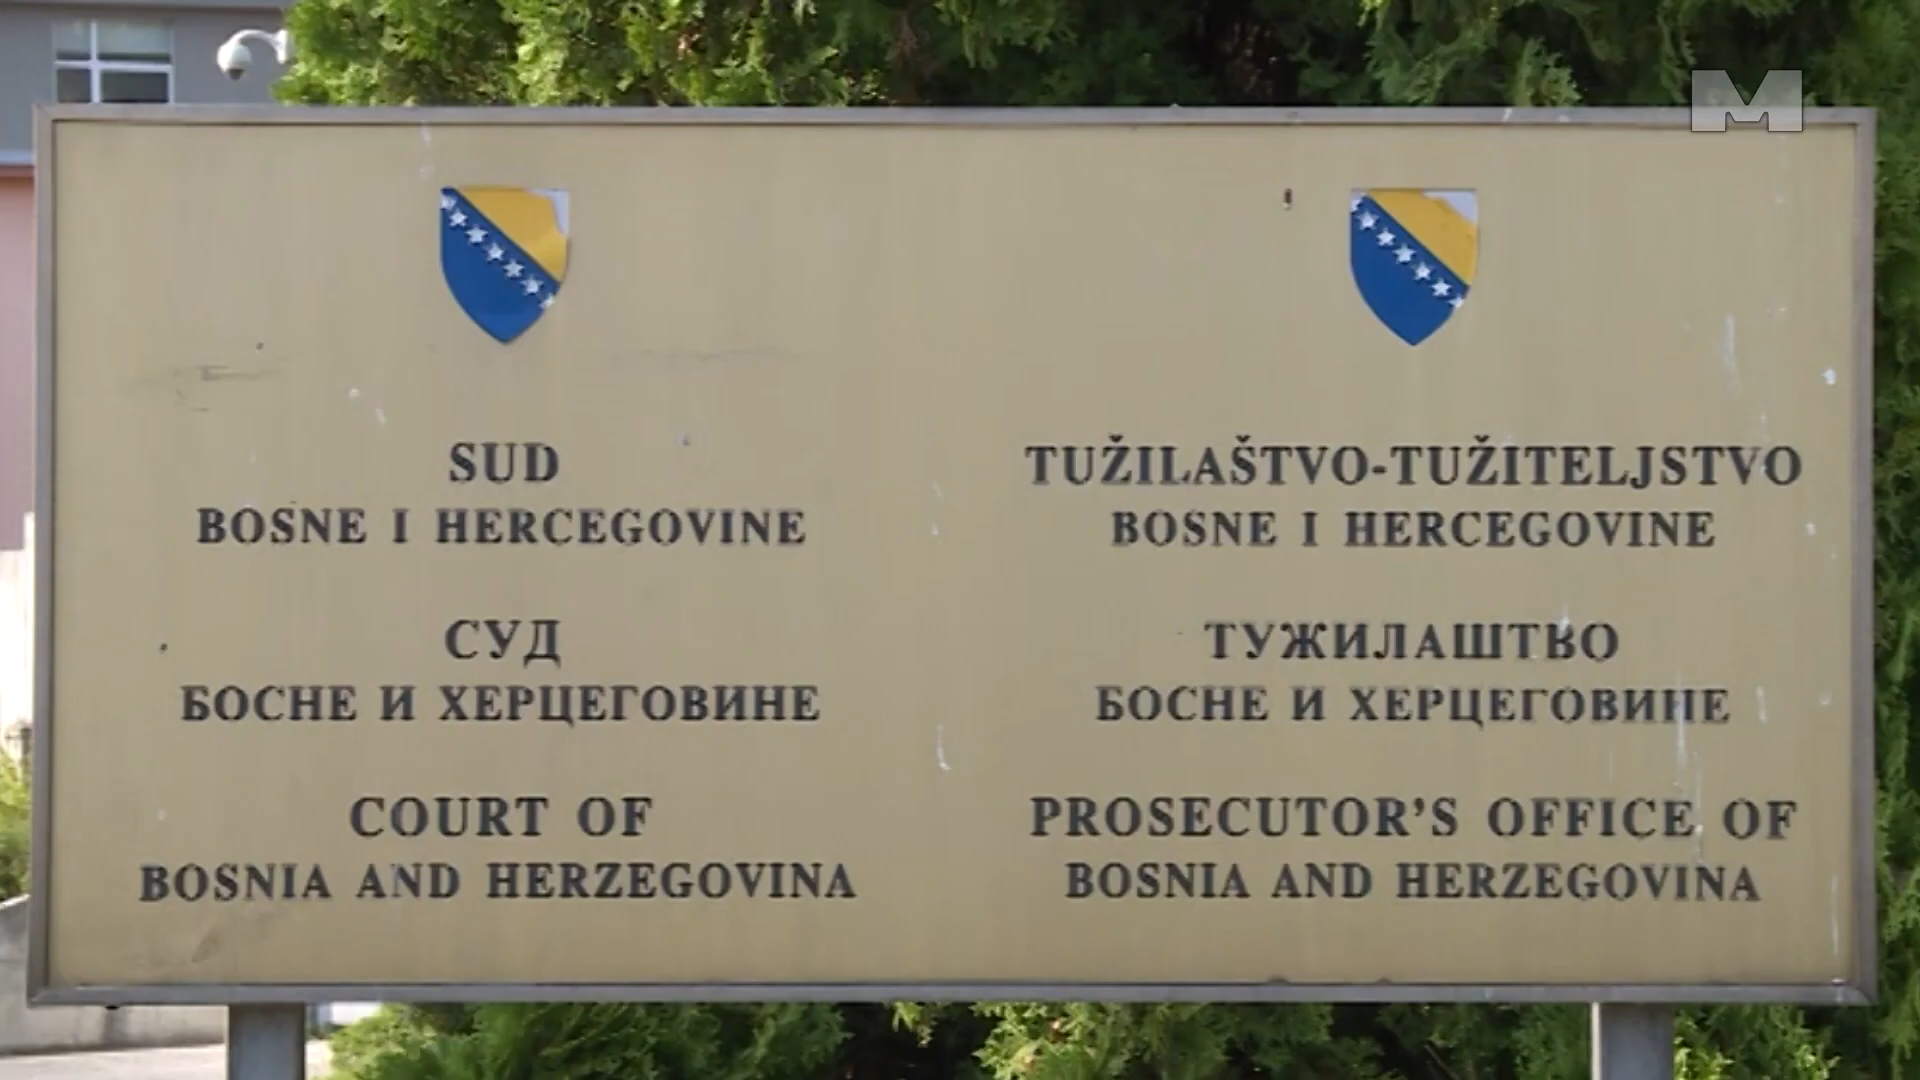 M
SUD
BOSNE I HERCEGOVINE
СУД
БОСНЕ И ХЕРЦЕГОВИНЕ
COURT OF
BOSNIA AND HERZEGOVINA
TUŽILAŠTVO-TUŽITELJSTVO
BOSNE I HERCEGOVINE
ТУЖИЛАШТВО
БОСНЕ И ХЕРЦЕГОВИНЕ
PROSECUTOR'S OFFICE OF
BOSNIA AND HERZEGOVINA